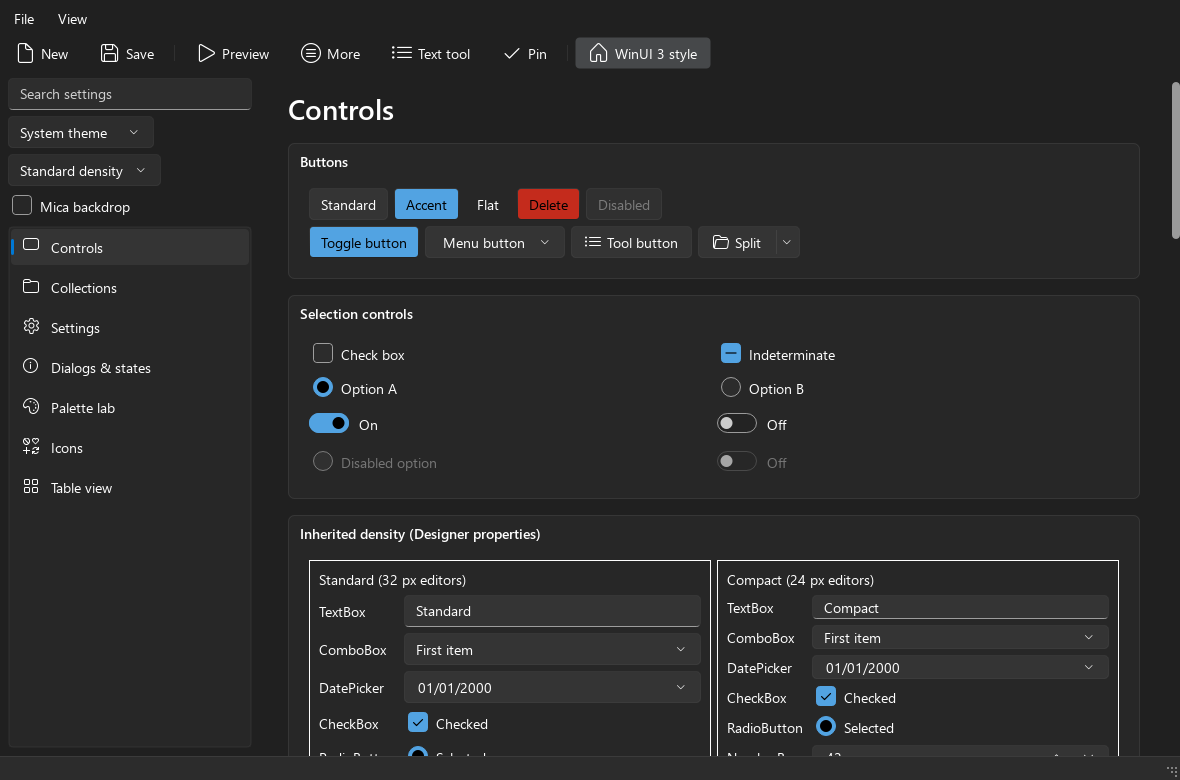 File View
New Save Preview More Text tool Pin WinUI 3 style
Search settings
System theme
Standard density
Mica backdrop
Controls
Collections
Settings
Dialogs & states
Palette lab
Icons
Table view
Controls
Buttons
Standard Accent Flat Delete Disabled
Toggle button Menu button Tool button Split
Selection controls
Check box Indeterminate
Option A Option B
On Off
Disabled option Off
Inherited density (Designer properties)
Standard (32 px editors)
TextBox Standard
ComboBox First item
DatePicker 01/01/2000
CheckBox Checked
Compact (24 px editors)
TextBox Compact
ComboBox First item
DatePicker 01/01/2000
CheckBox Checked
RadioButton Selected